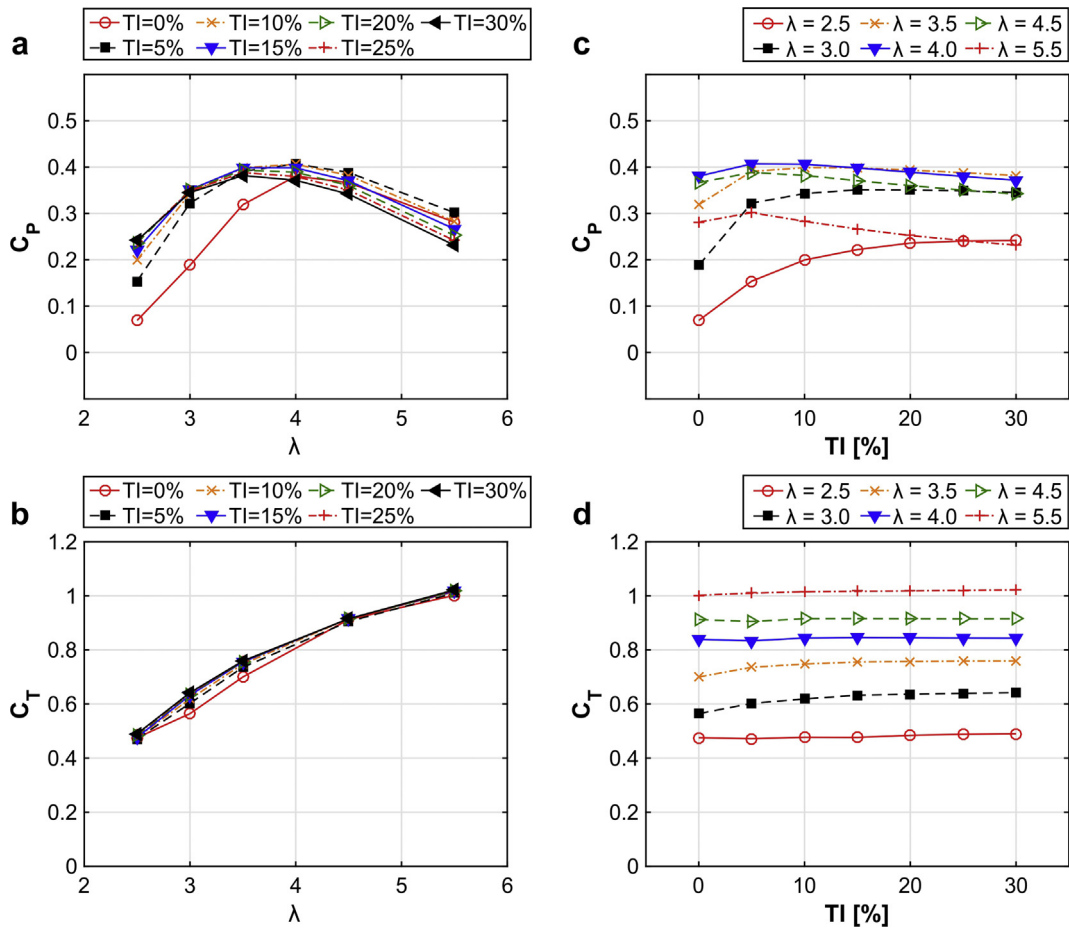 a
TI=0% TI=10% TI=20% TI=30%
TI=5% TI=15% TI=25%
0.5
0.4
0.3
0.2
0.1
0
C_P
2 3 4 5 6
λ
c
λ = 2.5 λ = 3.5 λ = 4.5
λ = 3.0 λ = 4.0 λ = 5.5
0.5
0.4
0.3
0.2
0.1
0
C_P
0 10 20 30
TI [%]
b
TI=0% TI=10% TI=20% TI=30%
TI=5% TI=15% TI=25%
1.2
1
0.8
0.6
0.4
0.2
0
C_T
2 3 4 5 6
λ
d
λ = 2.5 λ = 3.5 λ = 4.5
λ = 3.0 λ = 4.0 λ = 5.5
1.2
1
0.8
0.6
0.4
0.2
0
C_T
0 10 20 30
TI [%]